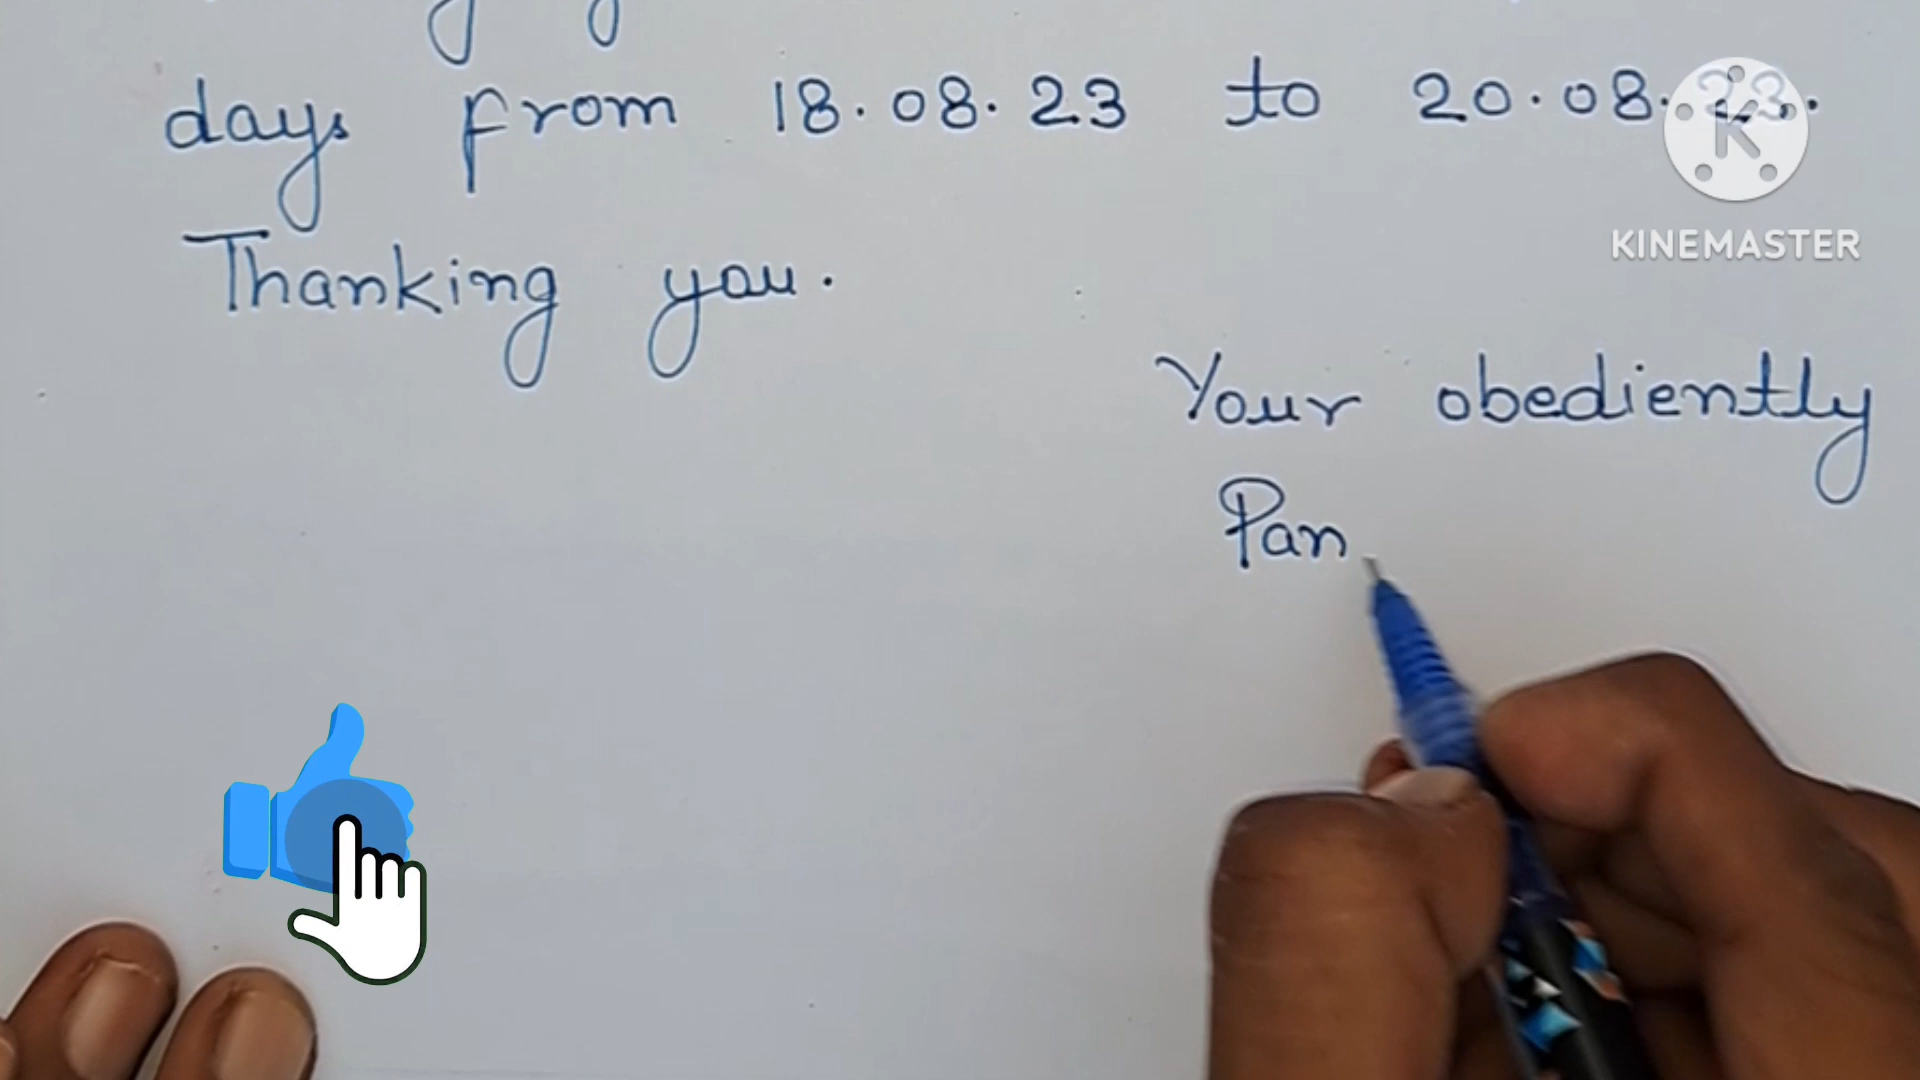 days from 18.08.23 to 20.08.23.
KINEMASTER
Thanking you.
Your obediently
Pan